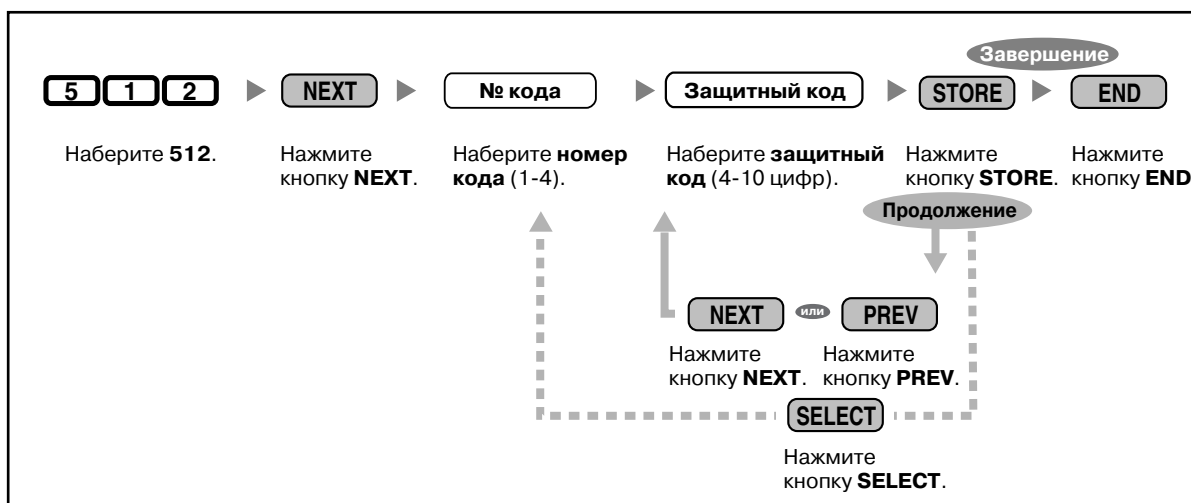 Завершение
5 1 2 NEXT № кода Защитный код STORE END
Наберите 512. Нажмите Наберите номер Наберите защитный Нажмите Нажмите
кнопку NEXT. кода (1-4). код (4-10 цифр). кнопку STORE. кнопку END
Продолжение
NEXT или PREV
Нажмите Нажмите
кнопку NEXT. кнопку PREV.
SELECT
Нажмите
кнопку SELECT.